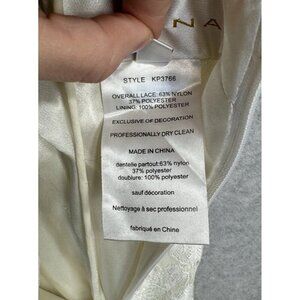 NA
STYLE KP3766
OVERALL LACE: 63% NYLON
37% POLYESTER
LINING: 100% POLYESTER
EXCLUSIVE OF DECORATION
PROFESSIONALLY DRY CLEAN
MADE IN CHINA
dentelle partout:63% nylon
37% polyester
doublure: 100% polyester
sauf décoration
Nettoyage à sec professionnel
fabriqué en Chine